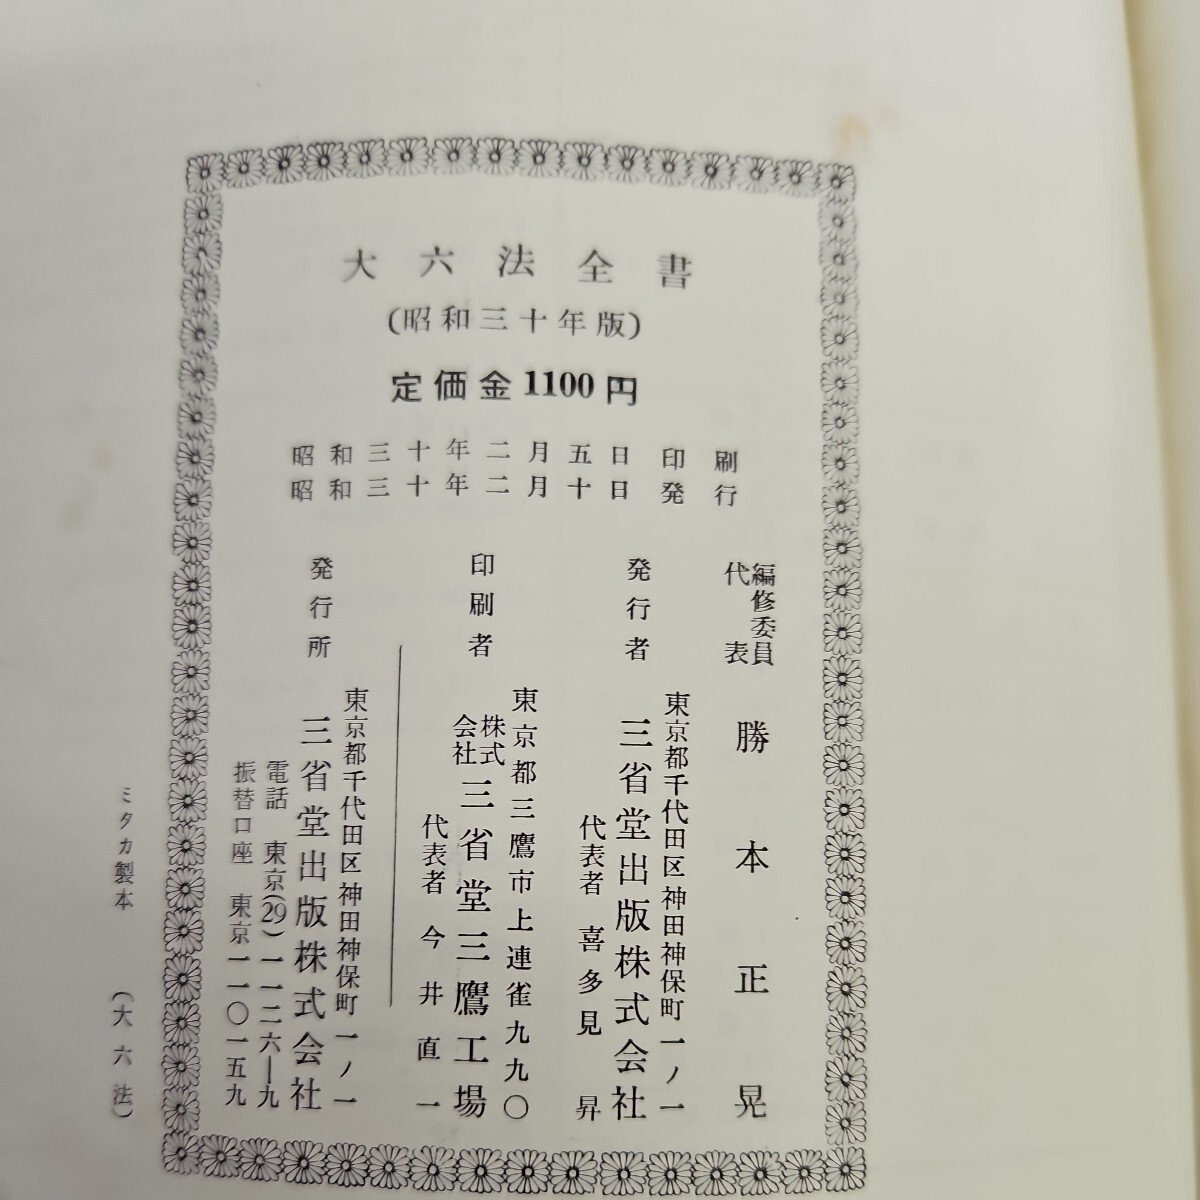 大六法全書
(昭和三十年版)
定価金1100円
昭和三十年二月五日印刷
昭和三十年二月十日発行
編修委員
代表
勝本正晃
発行者
東京都千代田区神田神保町一ノ一
三省堂出版株式会社
代表者 喜多見昇
印刷者
東京都三鷹市上連雀九九〇
株式会社 三省堂三鷹工場
代表者 今井直一
発行所
東京都千代田区神田神保町一ノ一
三省堂出版株式会社
電話 東京(29)一一二六―九
振替口座 東京一一〇一五九
ミタカ製本 (大六法)